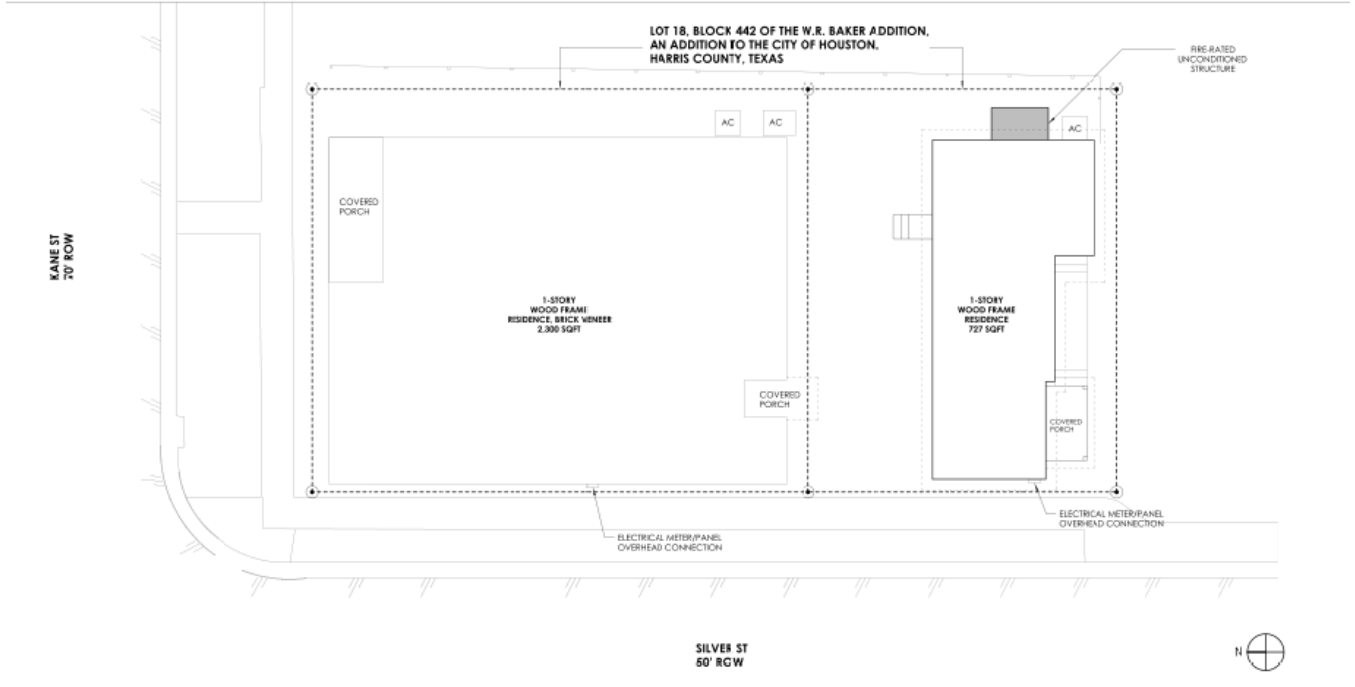 LOT 18, BLOCK 442 OF THE W.R. BAKER ADDITION,
AN ADDITION TO THE CITY OF HOUSTON,
HARRIS COUNTY, TEXAS
FIRE-RATED
UNCONDITIONED
STRUCTURE
AC
AC
AC
COVERED
PORCH
KANE ST
70' ROW
1-STORY
WOOD FRAME
RESIDENCE, BRICK VENEER
2,300 SQFT
1-STORY
WOOD FRAME
RESIDENCE
727 SQFT
COVERED
PORCH
COVERED
PORCH
ELECTRICAL METER/PANEL
OVERHEAD CONNECTION
ELECTRICAL METER/PANEL
OVERHEAD CONNECTION
SILVER ST
50' ROW
N